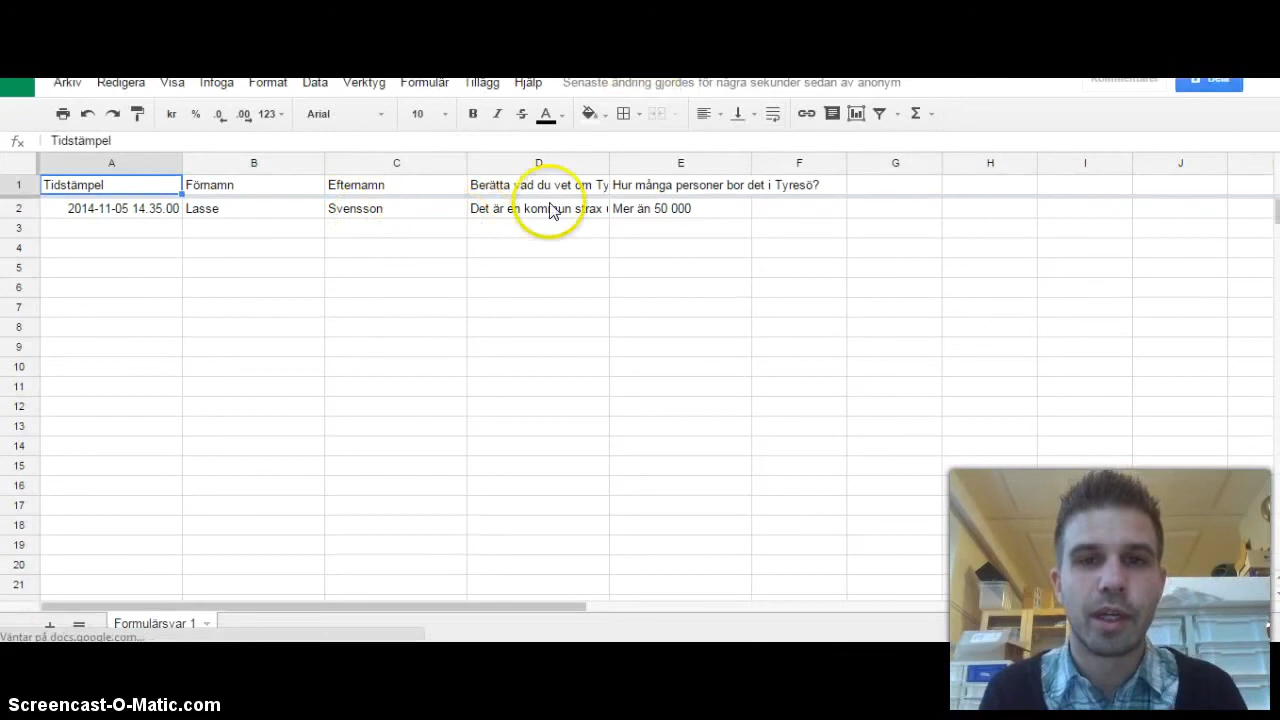 Arkiv Redigera Visa Infoga Format Data Verktyg Formulär Tillägg Hjälp Senaste ändring gjordes för några sekunder sedan av anonym Kommentarer Dela
kr % .0 .00 123 Arial 10 B I S A Σ
fx Tidstämpel
A B C D E F G H I J
1 Tidstämpel Förnamn Efternamn Berätta vad du vet om Ty Hur många personer bor det i Tyresö?
2 2014-11-05 14.35.00 Lasse Svensson Det är en kommun strax Mer än 50 000
3
4
5
6
7
8
9
10
11
12
13
14
15
16
17
18
19
20
21
+ Formulärsvar 1
Väntar på docs.google.com...
Screencast-O-Matic.com